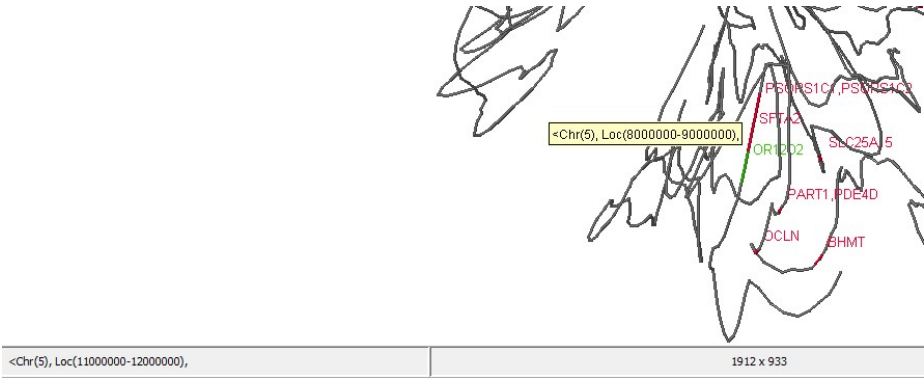 PSORS1C1,PSORS1C2
SFTA2
<Chr(5), Loc(8000000-9000000),
OR12D2
SLC25A15
PART1,PDE4D
OCLN
BHMT
<Chr(5), Loc(11000000-12000000),
1912 x 933